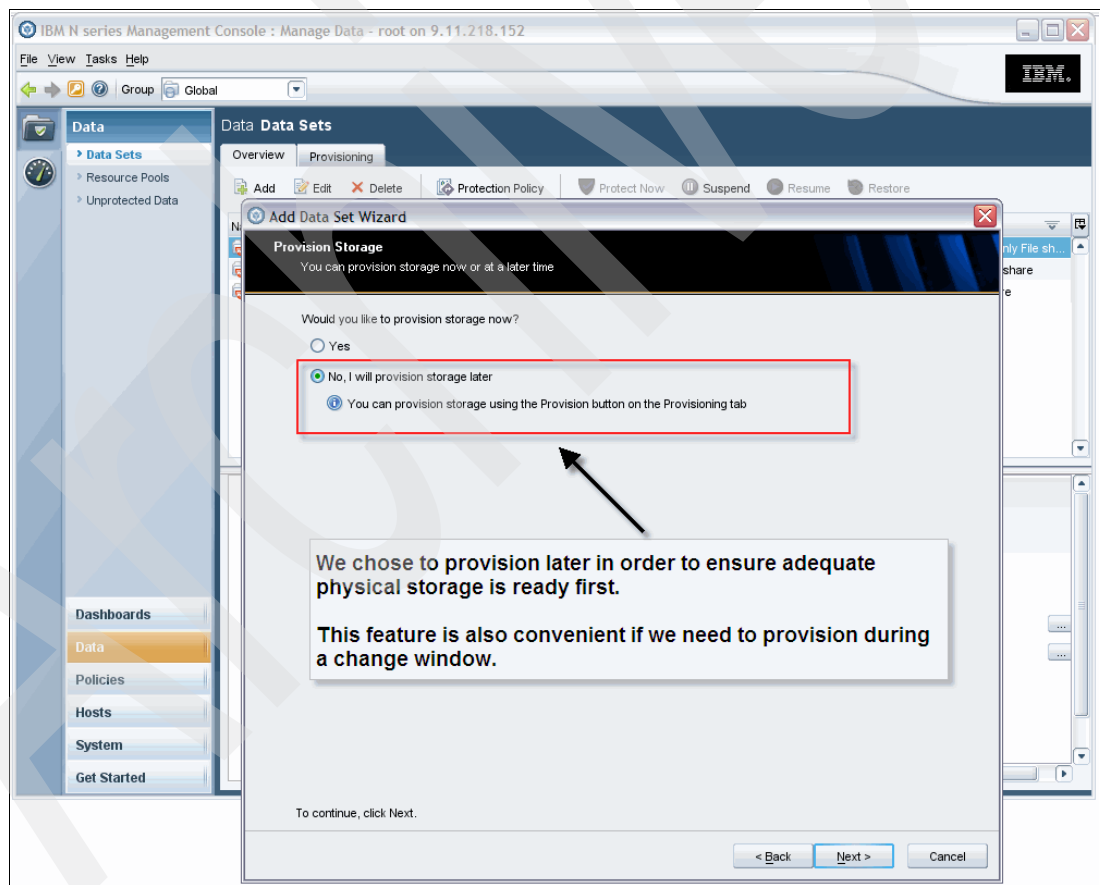 IBM N series Management Console : Manage Data - root on 9.11.218.152
File View Tasks Help
IBM.
Group Global
Data
Data Sets
Resource Pools
Unprotected Data
Data Data Sets
Overview Provisioning
Add Edit Delete Protection Policy Protect Now Suspend Resume Restore
Add Data Set Wizard
Provision Storage
You can provision storage now or at a later time
nly File sh...
share
Would you like to provision storage now?
Yes
No, I will provision storage later
You can provision storage using the Provision button on the Provisioning tab
We chose to provision later in order to ensure adequate
physical storage is ready first.
This feature is also convenient if we need to provision during
a change window.
Dashboards
Data
Policies
Hosts
System
Get Started
...
...
To continue, click Next.
< Back Next > Cancel